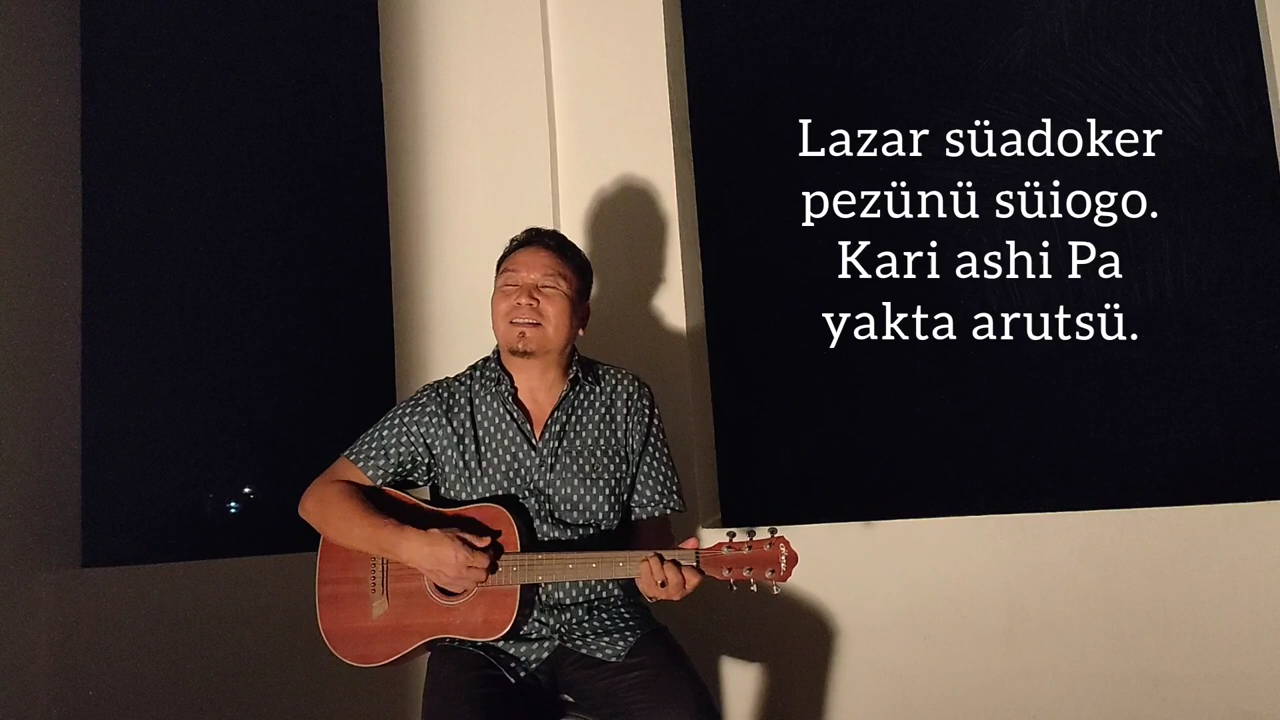 Lazar süadoker
pezünü süiogo.
Kari ashi Pa
yakta arutsü.